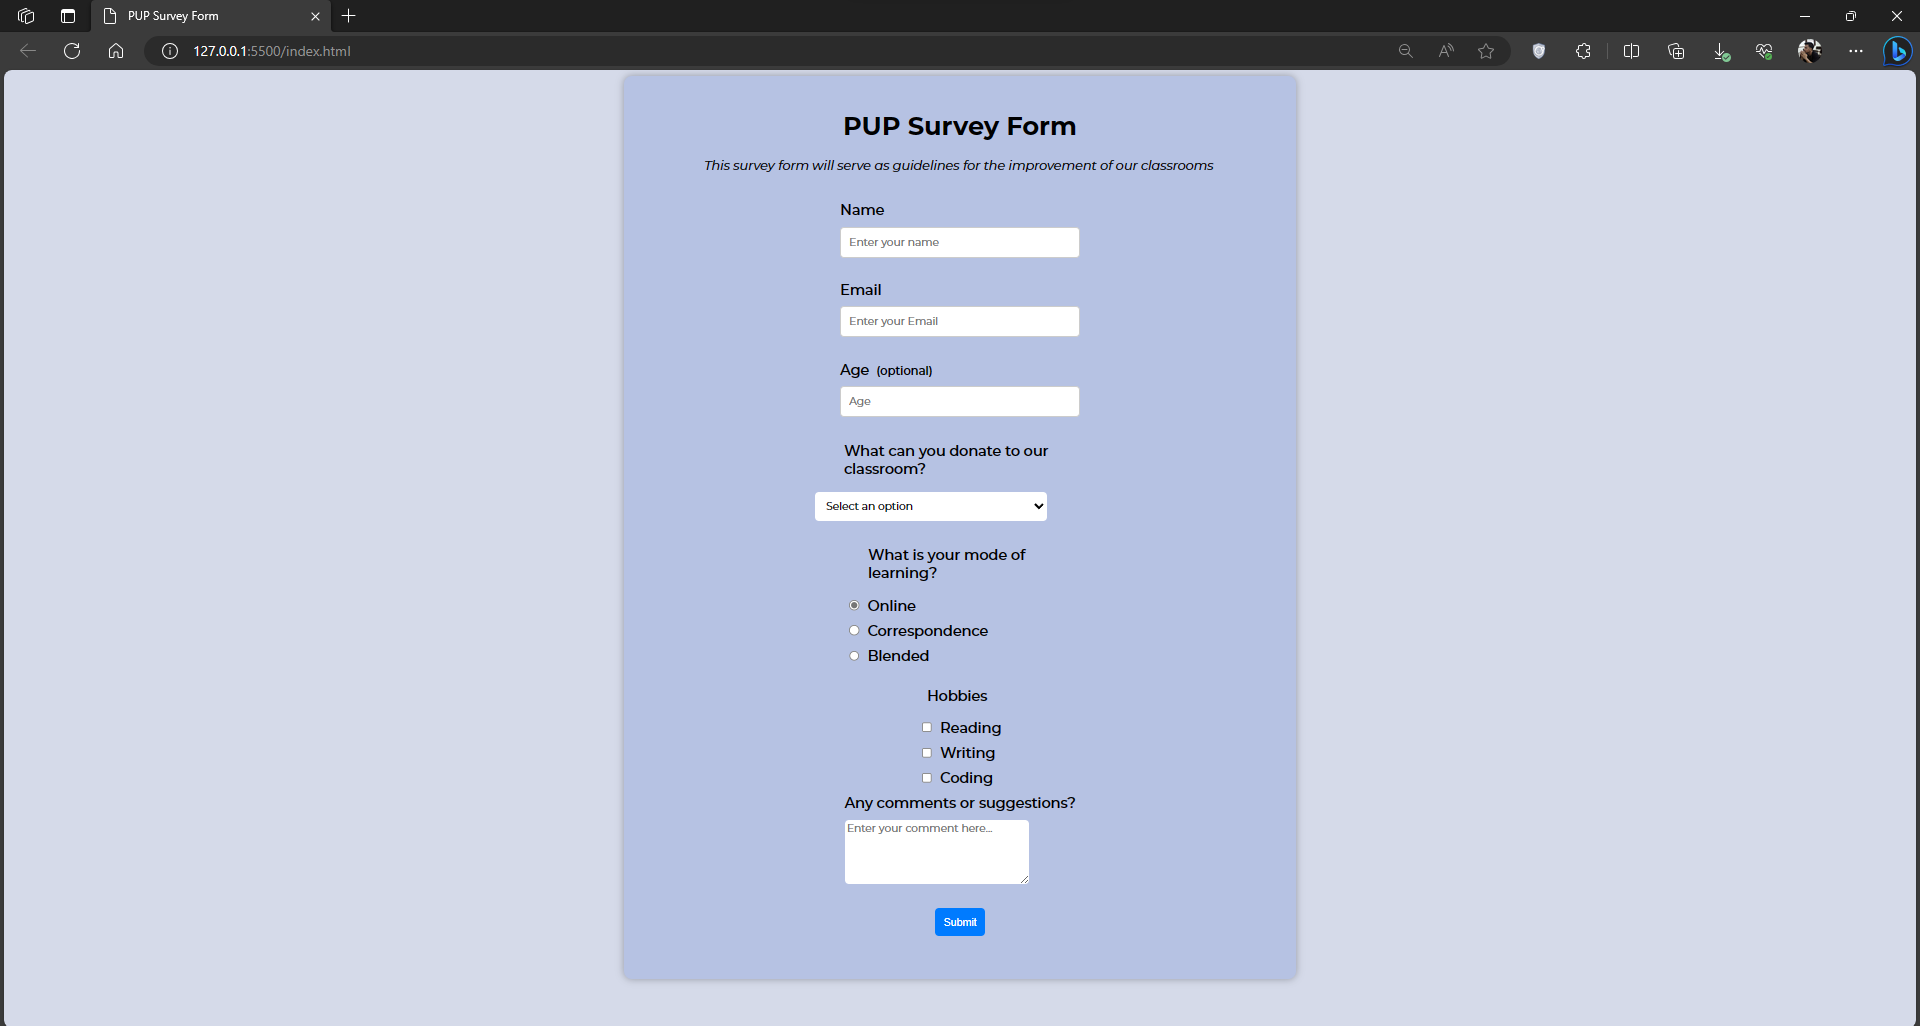 PUP Survey Form
127.0.0.1:5500/index.html
PUP Survey Form
This survey form will serve as guidelines for the improvement of our classrooms
Name
Enter your name
Email
Enter your Email
Age (optional)
Age
What can you donate to our
classroom?
Select an option
What is your mode of
learning?
Online
Correspondence
Blended
Hobbies
Reading
Writing
Coding
Any comments or suggestions?
Enter your comment here...
Submit